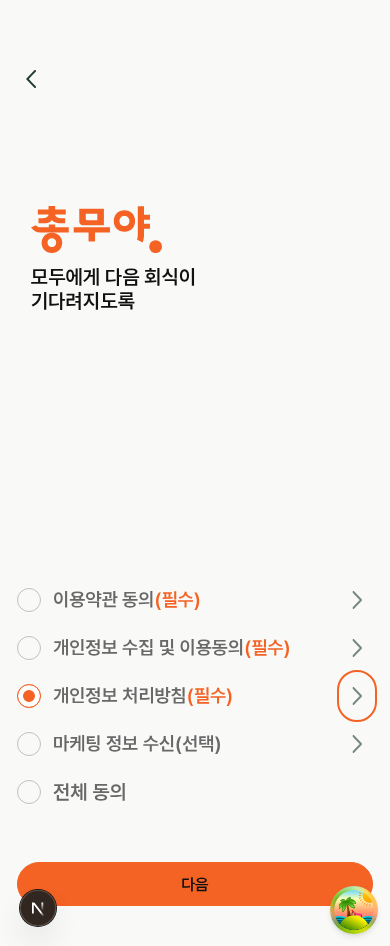 총무야.
모두에게 다음 회식이
기다려지도록
이용약관 동의(필수)
개인정보 수집 및 이용동의(필수)
개인정보 처리방침(필수)
마케팅 정보 수신(선택)
전체 동의
다음
N